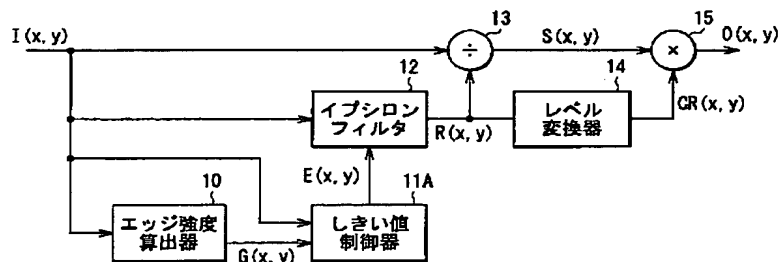 13
15
I(x, y)
÷
S(x, y)
×
O(x, y)
12
14
イプシロン
フィルタ
R(x, y)
レベル
変換器
CR(x, y)
E(x, y)
10
11A
エッジ強度
算出器
G(x, y)
しきい値
制御器